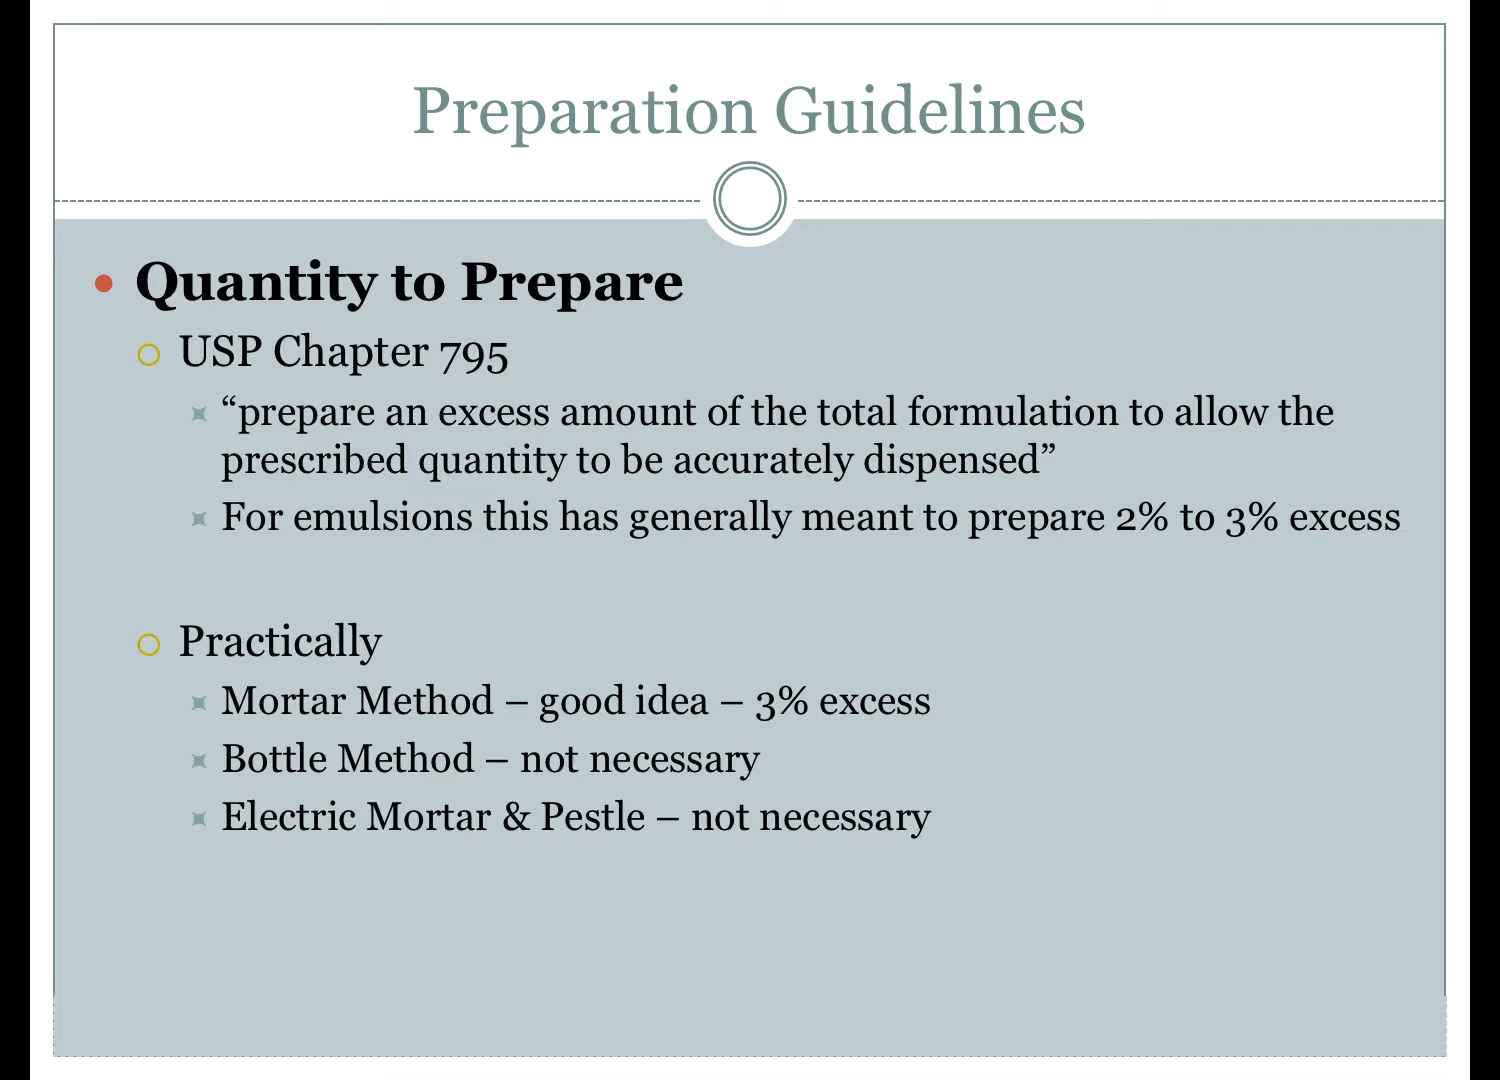 Preparation Guidelines
Quantity to Prepare
USP Chapter 795
“prepare an excess amount of the total formulation to allow the
prescribed quantity to be accurately dispensed”
For emulsions this has generally meant to prepare 2% to 3% excess
Practically
Mortar Method – good idea – 3% excess
Bottle Method – not necessary
Electric Mortar & Pestle – not necessary